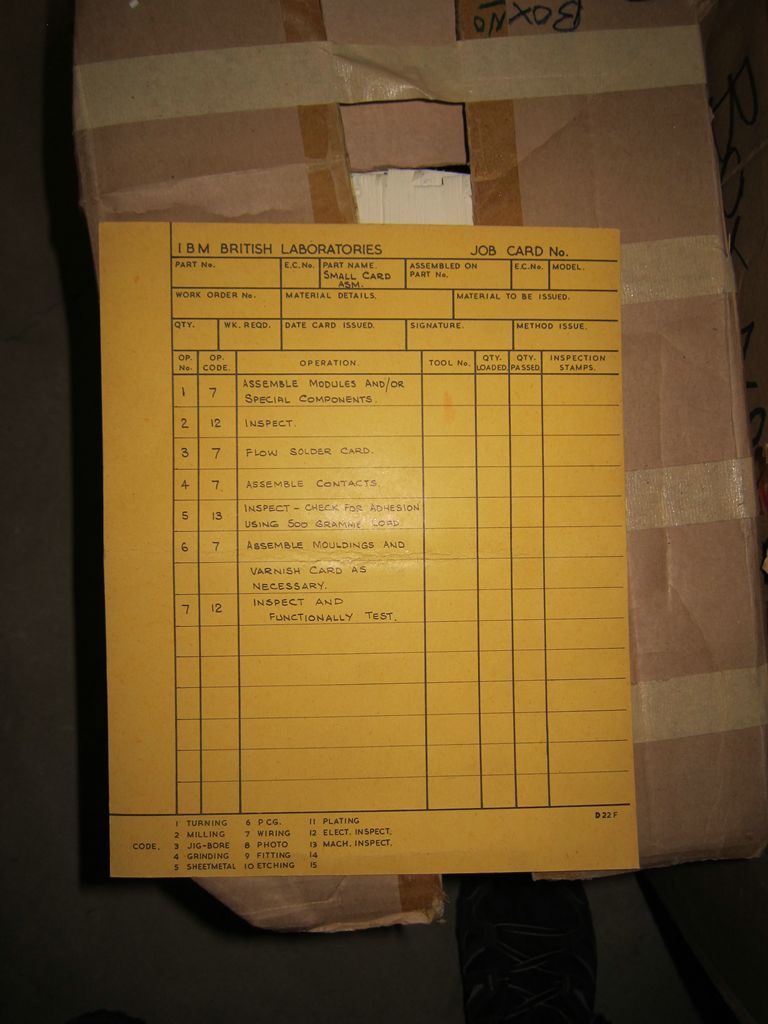 BOX NO
BOX
IBM BRITISH LABORATORIES JOB CARD No.
PART No. E.C.No. PART NAME. ASSEMBLED ON PART No. E.C.No. MODEL.
SMALL CARD ASM.
WORK ORDER No. MATERIAL DETAILS. MATERIAL TO BE ISSUED.
QTY. WK. REQD. DATE CARD ISSUED. SIGNATURE. METHOD ISSUE.
OP. No. OP. CODE. OPERATION. TOOL No. QTY. LOADED QTY. PASSED INSPECTION STAMPS.
1 7 ASSEMBLE MODULES AND/OR
SPECIAL COMPONENTS.
2 12 INSPECT.
3 7 FLOW SOLDER CARD.
4 7 ASSEMBLE CONTACTS.
5 13 INSPECT - CHECK FOR ADHESION
USING 500 GRAMME LOAD.
6 7 ASSEMBLE MOULDINGS AND
VARNISH CARD AS
NECESSARY.
7 12 INSPECT AND
FUNCTIONALLY TEST.
D22F
CODE.
1 TURNING 6 P.C.G. 11 PLATING
2 MILLING 7 WIRING 12 ELECT. INSPECT.
3 JIG-BORE 8 PHOTO 13 MACH. INSPECT.
4 GRINDING 9 FITTING 14
5 SHEETMETAL 10 ETCHING 15